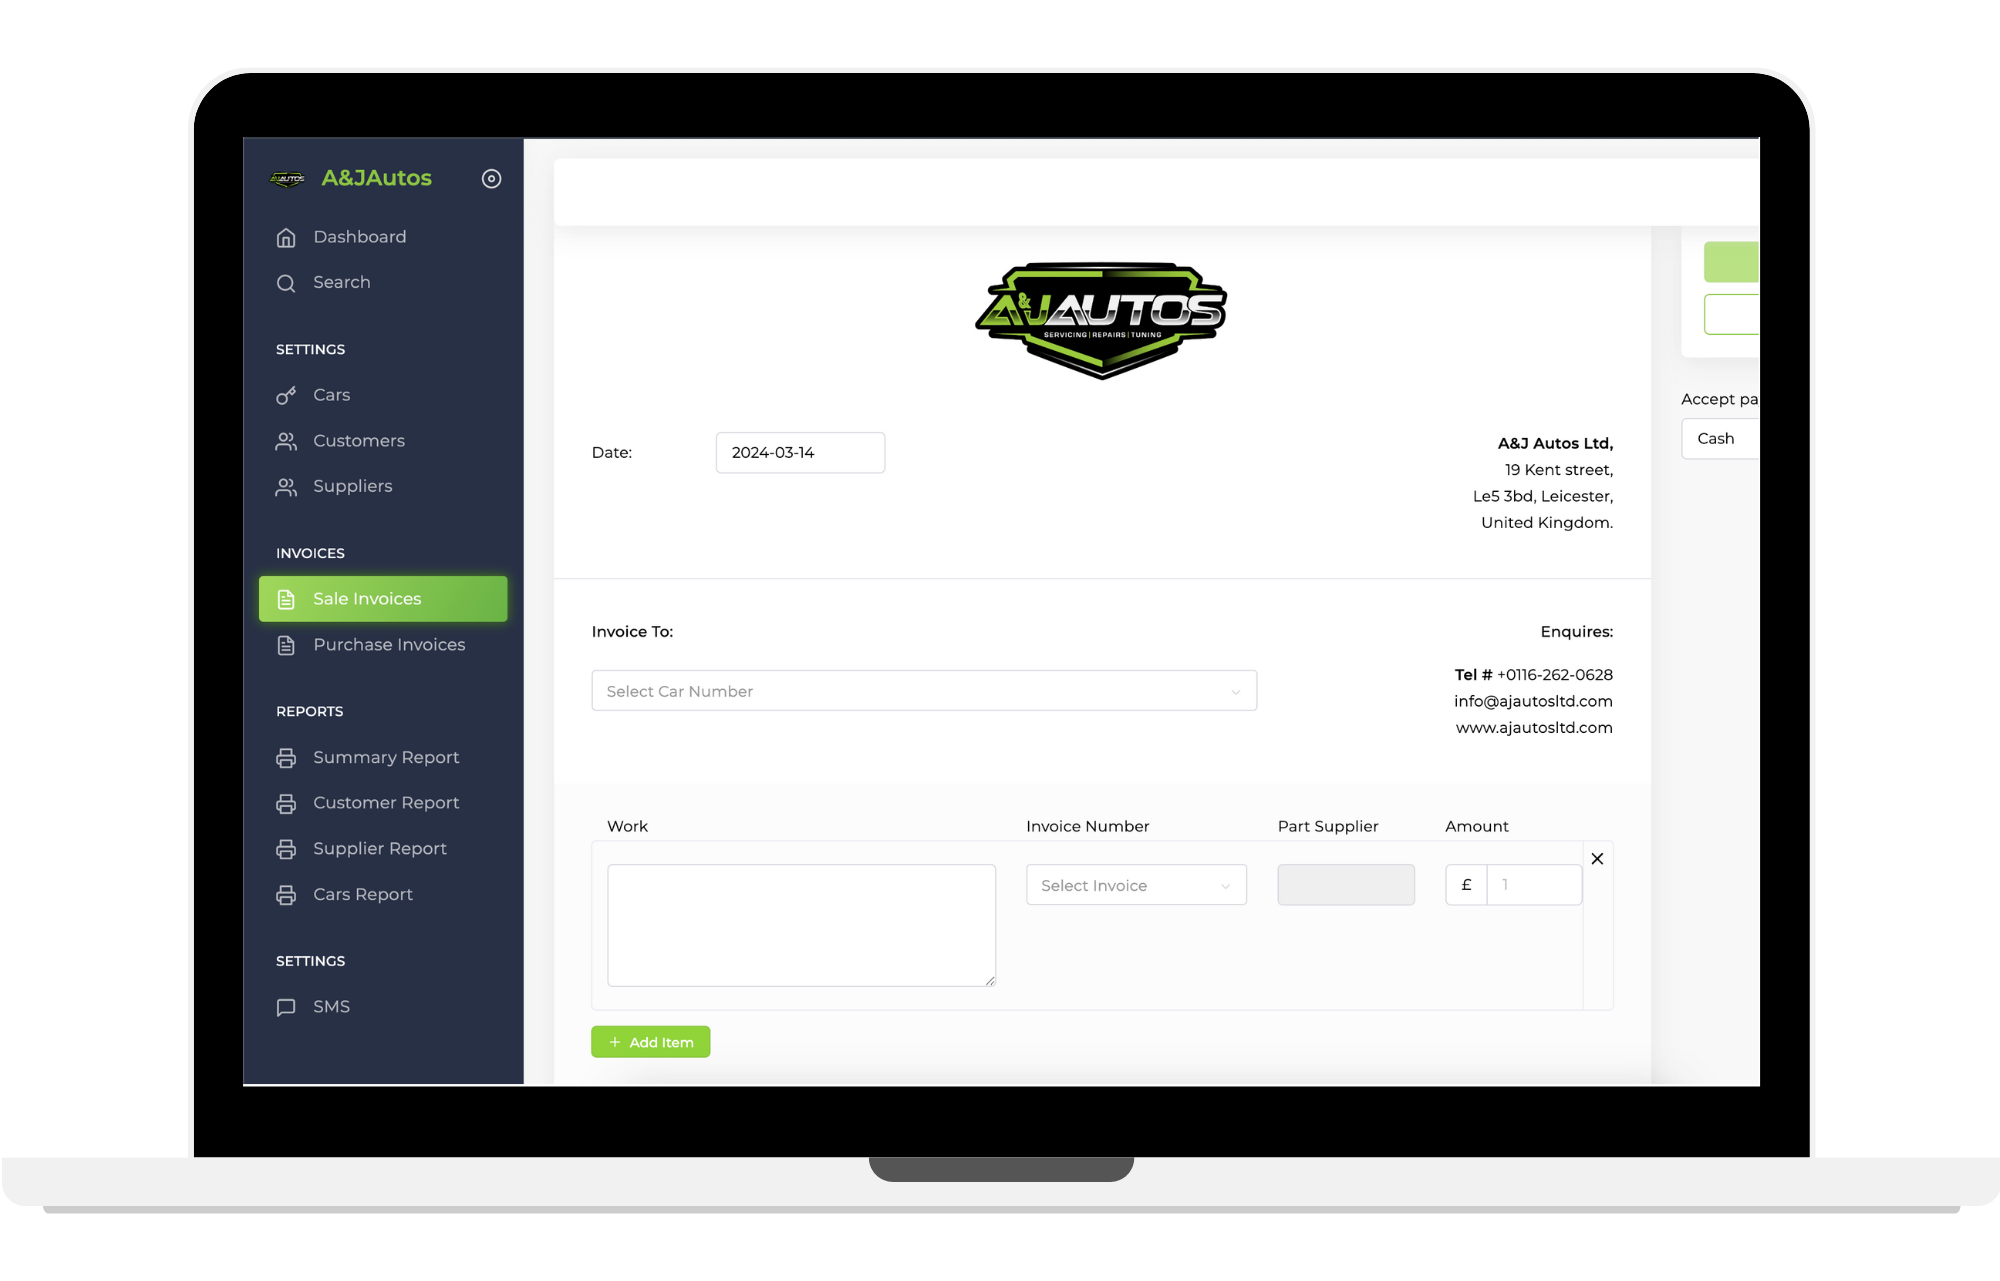 A&JAUTOS
A&JAutos
Dashboard
Search
SETTINGS
Cars
Customers
Suppliers
INVOICES
Sale Invoices
Purchase Invoices
REPORTS
Summary Report
Customer Report
Supplier Report
Cars Report
SETTINGS
SMS
A&JAUTOS
SERVICING|REPAIRS|TUNING
Date:
2024-03-14
A&J Autos Ltd,
19 Kent street,
Le5 3bd, Leicester,
United Kingdom.
Invoice To:
Select Car Number
Enquires:
Tel # +0116-262-0628
info@ajautosltd.com
www.ajautosltd.com
Work Invoice Number Part Supplier Amount
Select Invoice £ 1
+ Add Item
Accept pa
Cash